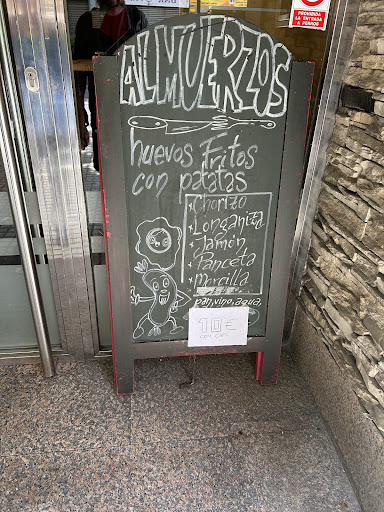 PROHIBIDA
LA ENTRADA
A PERROS
ALMUERZOS
huevos Fritos
con patatas
+ Chorizo
+ Longaniza
+ Jamón
+ Panceta
+ Morcilla
pan, vino, agua
10€